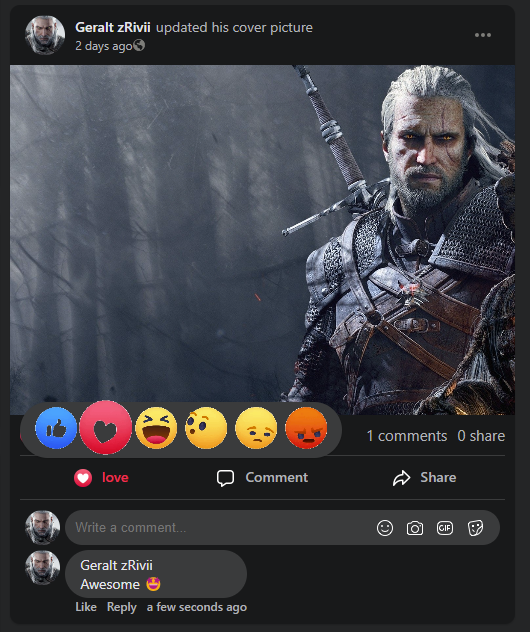 Geralt zRivii updated his cover picture
2 days ago
1 comments 0 share
love Comment Share
Write a comment...
GIF
Geralt zRivii
Awesome 🤩
Like Reply a few seconds ago